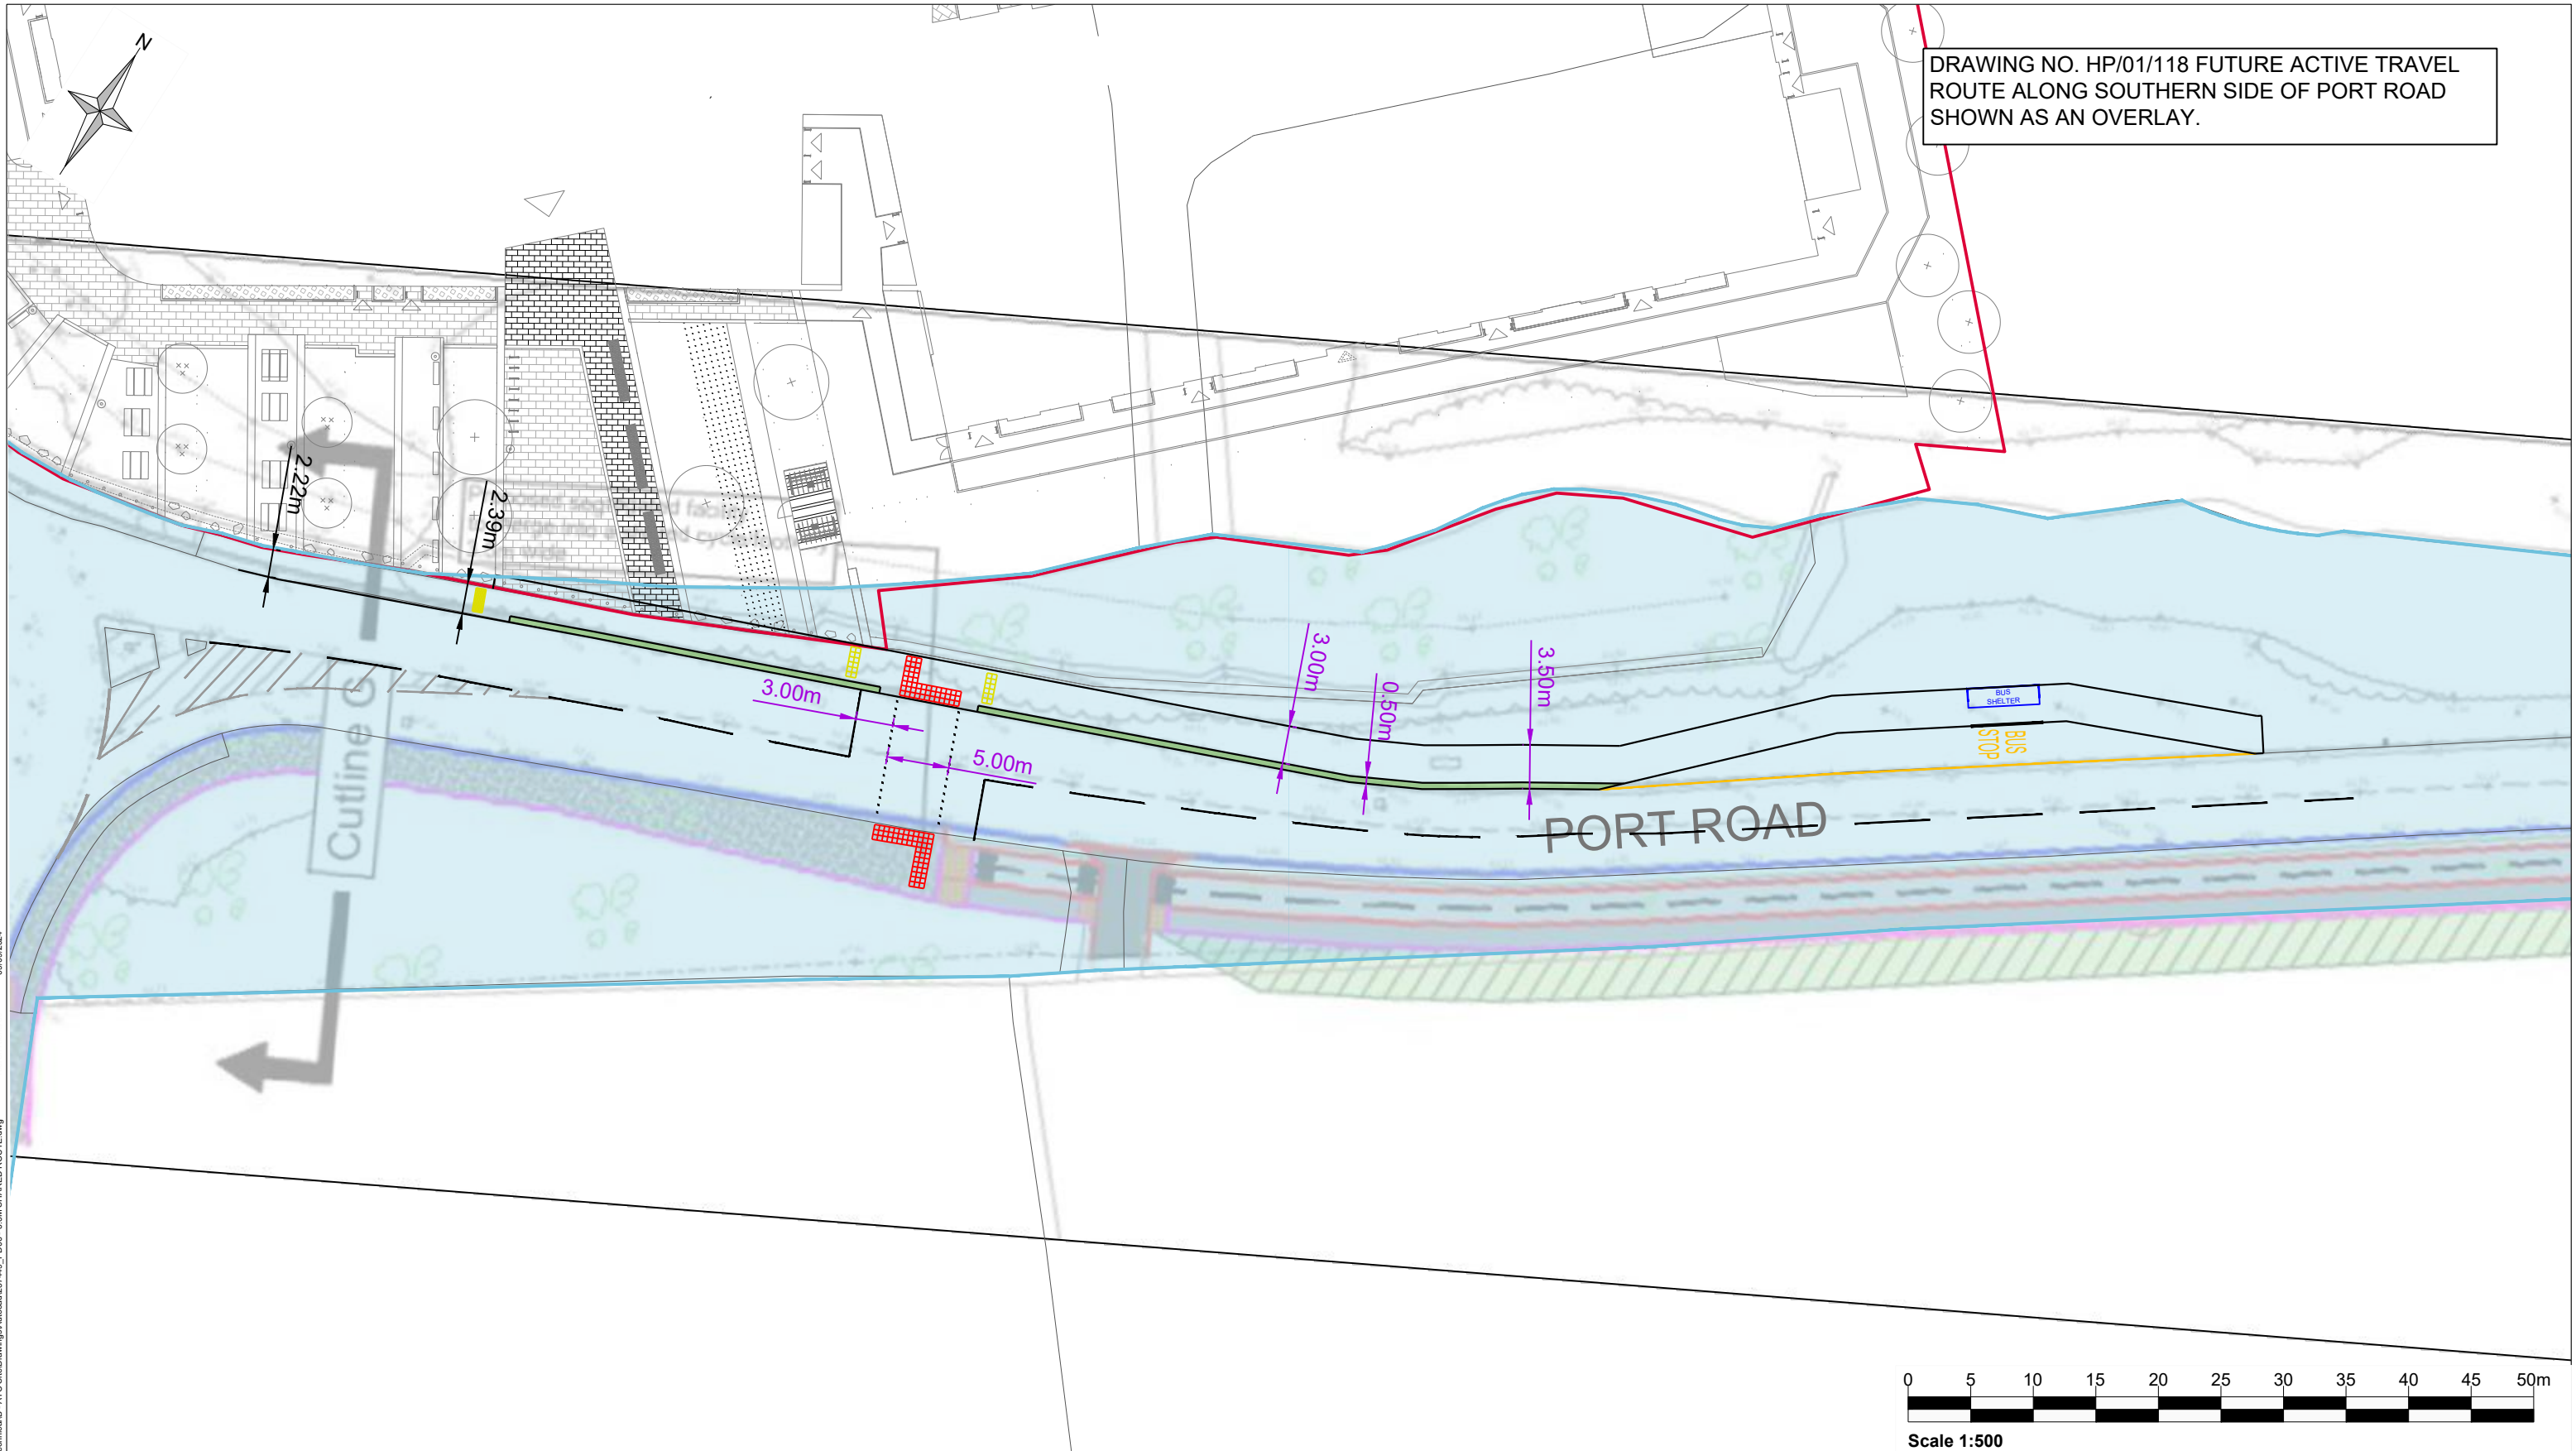 N
DRAWING NO. HP/01/118 FUTURE ACTIVE TRAVEL
ROUTE ALONG SOUTHERN SIDE OF PORT ROAD
SHOWN AS AN OVERLAY.
2.22m
2.39m
3.00m
5.00m
3.00m
0.50m
3.50m
BUS
SHELTER
BUS
STOP
PORT ROAD
Cutline C
0 5 10 15 20 25 30 35 40 45 50m
Scale 1:500